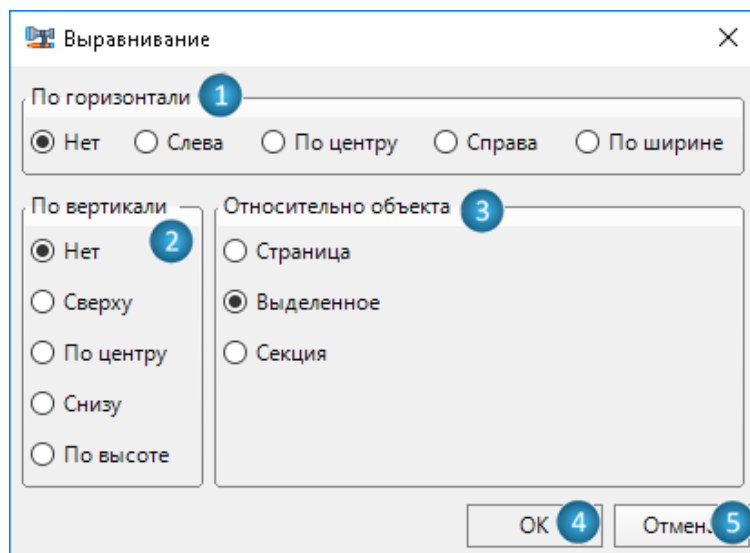 Выравнивание
По горизонтали 1
Нет Слева По центру Справа По ширине
По вертикали 2
Нет
Сверху
По центру
Снизу
По высоте
Относительно объекта 3
Страница
Выделенное
Секция
ОК 4
5